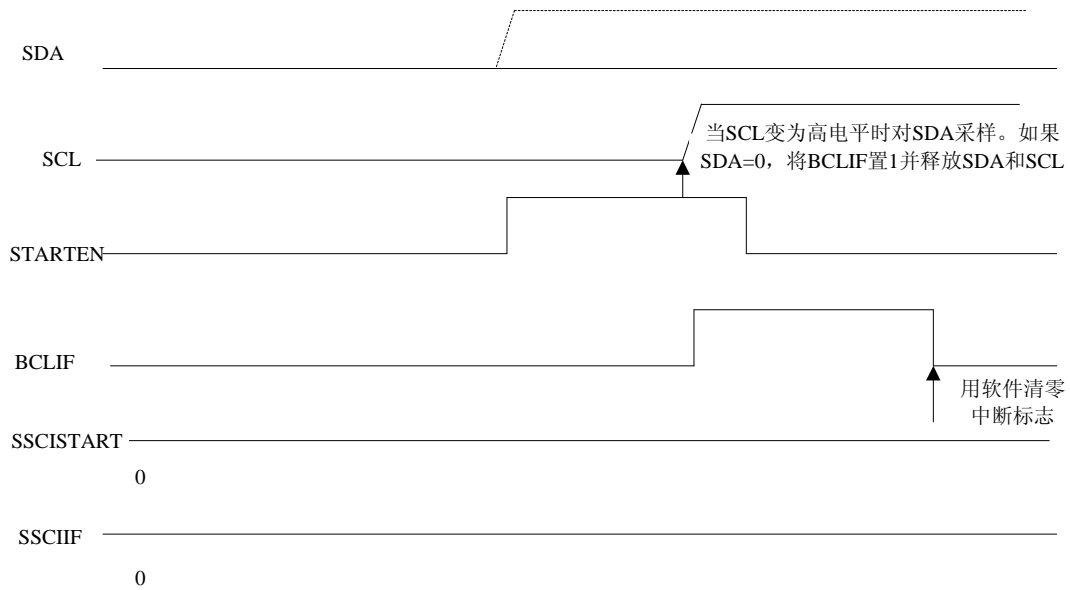 SDA
当SCL变为高电平时对SDA采样。如果
SDA=0，将BCLIF置1并释放SDA和SCL
SCL
STARTEN
BCLIF
用软件清零
中断标志
SSCISTART
0
SSCIIF
0